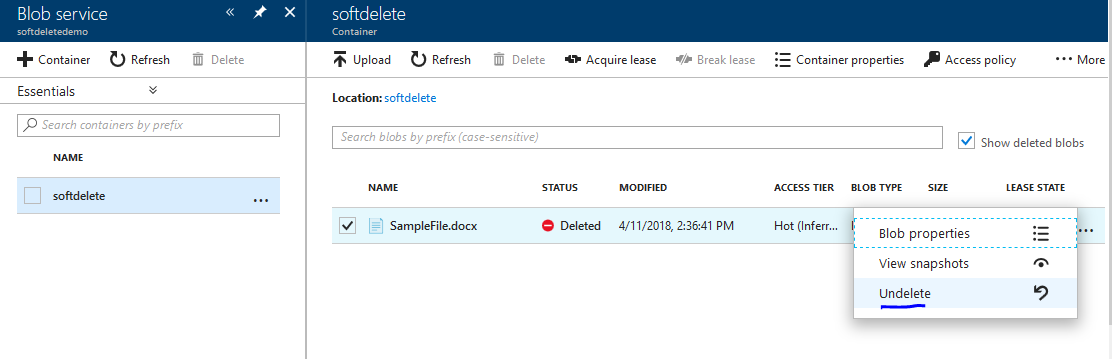 Blob service
softdeletedemo
Container Refresh Delete
Essentials
Search containers by prefix
NAME
softdelete ...
softdelete
Container
Upload Refresh Delete Acquire lease Break lease Container properties Access policy ... More
Location: softdelete
Search blobs by prefix (case-sensitive)
Show deleted blobs
NAME STATUS MODIFIED ACCESS TIER BLOB TYPE SIZE LEASE STATE
SampleFile.docx Deleted 4/11/2018, 2:36:41 PM Hot (Inferr... ...
Blob properties
View snapshots
Undelete